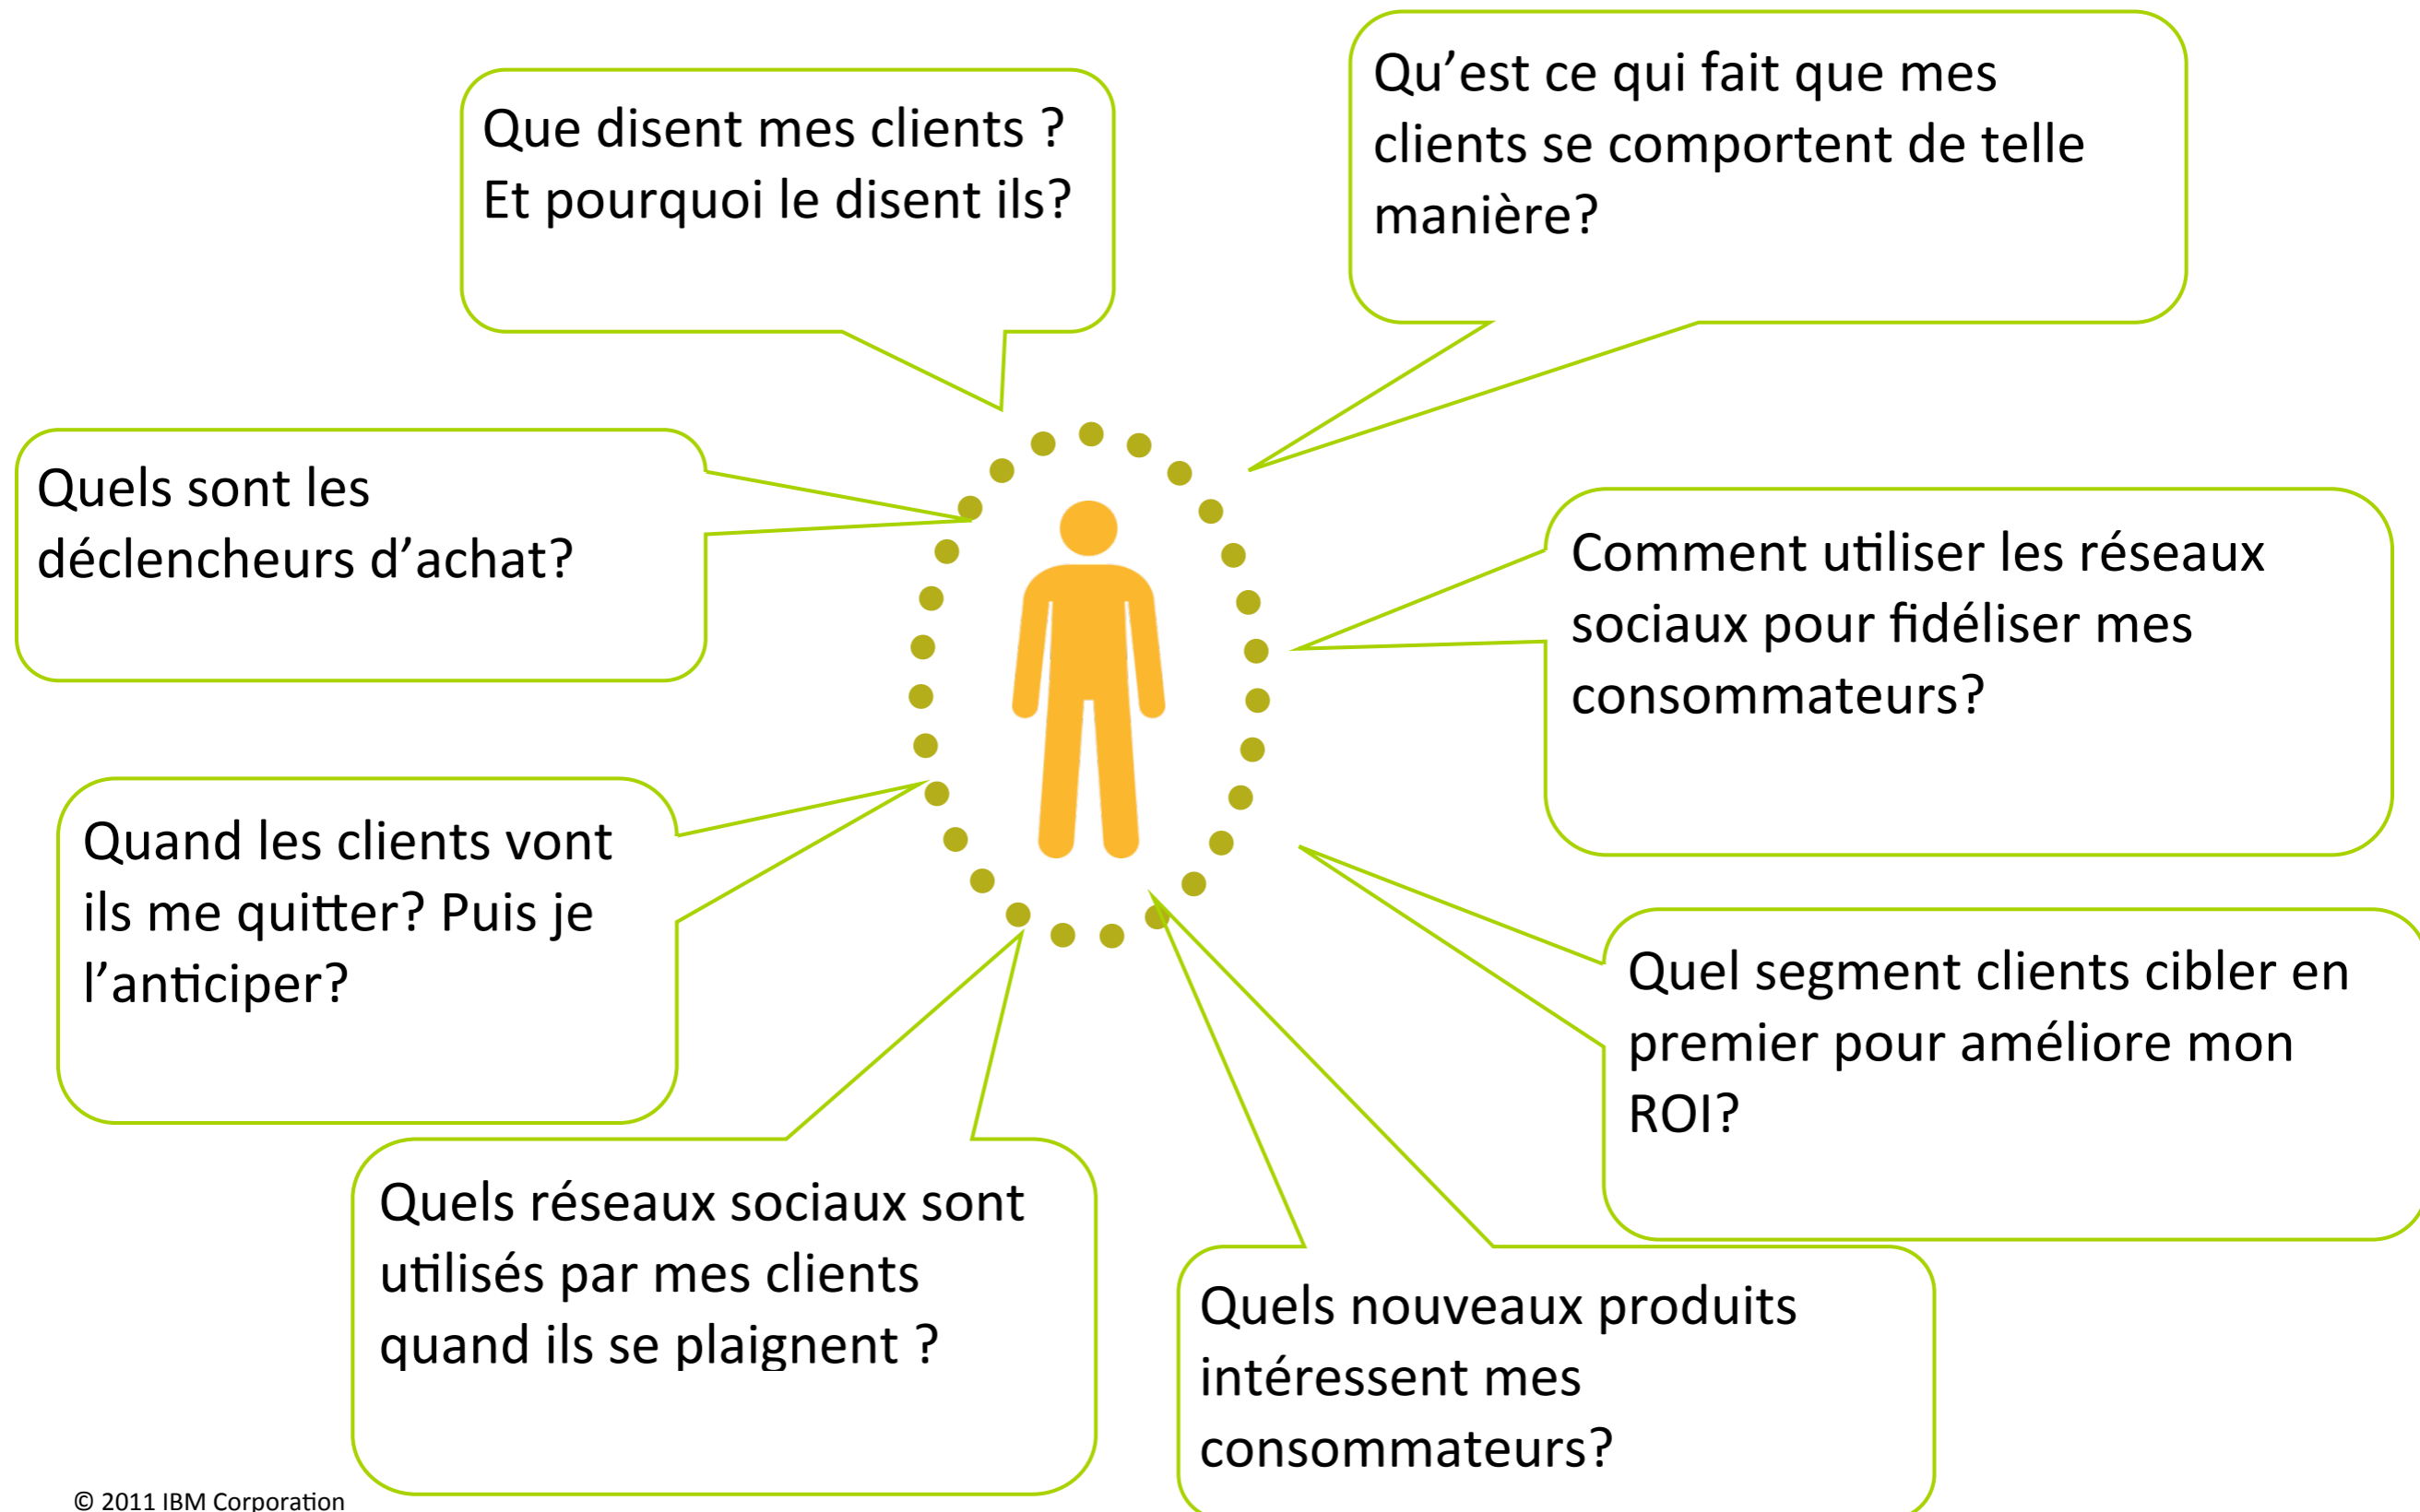 Que disent mes clients ?
Et pourquoi le disent ils?
Qu’est ce qui fait que mes
clients se comportent de telle
manière?
Quels sont les
déclencheurs d’achat?
Comment utiliser les réseaux
sociaux pour fidéliser mes
consommateurs?
Quand les clients vont
ils me quitter? Puis je
l’anticiper?
Quel segment clients cibler en
premier pour améliore mon
ROI?
Quels réseaux sociaux sont
utilisés par mes clients
quand ils se plaignent ?
Quels nouveaux produits
intéressent mes
consommateurs?
© 2011 IBM Corporation